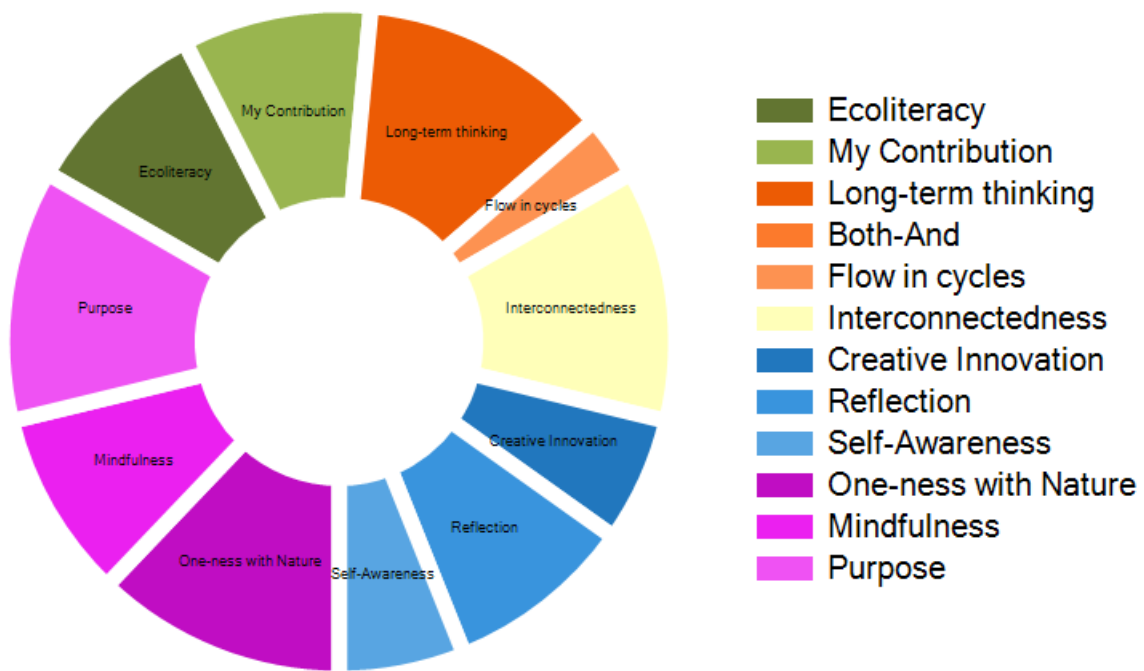 My Contribution
Long-term thinking
Ecoliteracy
Flow in cycles
Purpose
Interconnectedness
Mindfulness
Creative Innovation
Reflection
One-ness with Nature
Self-Awareness
Ecoliteracy
My Contribution
Long-term thinking
Both-And
Flow in cycles
Interconnectedness
Creative Innovation
Reflection
Self-Awareness
One-ness with Nature
Mindfulness
Purpose